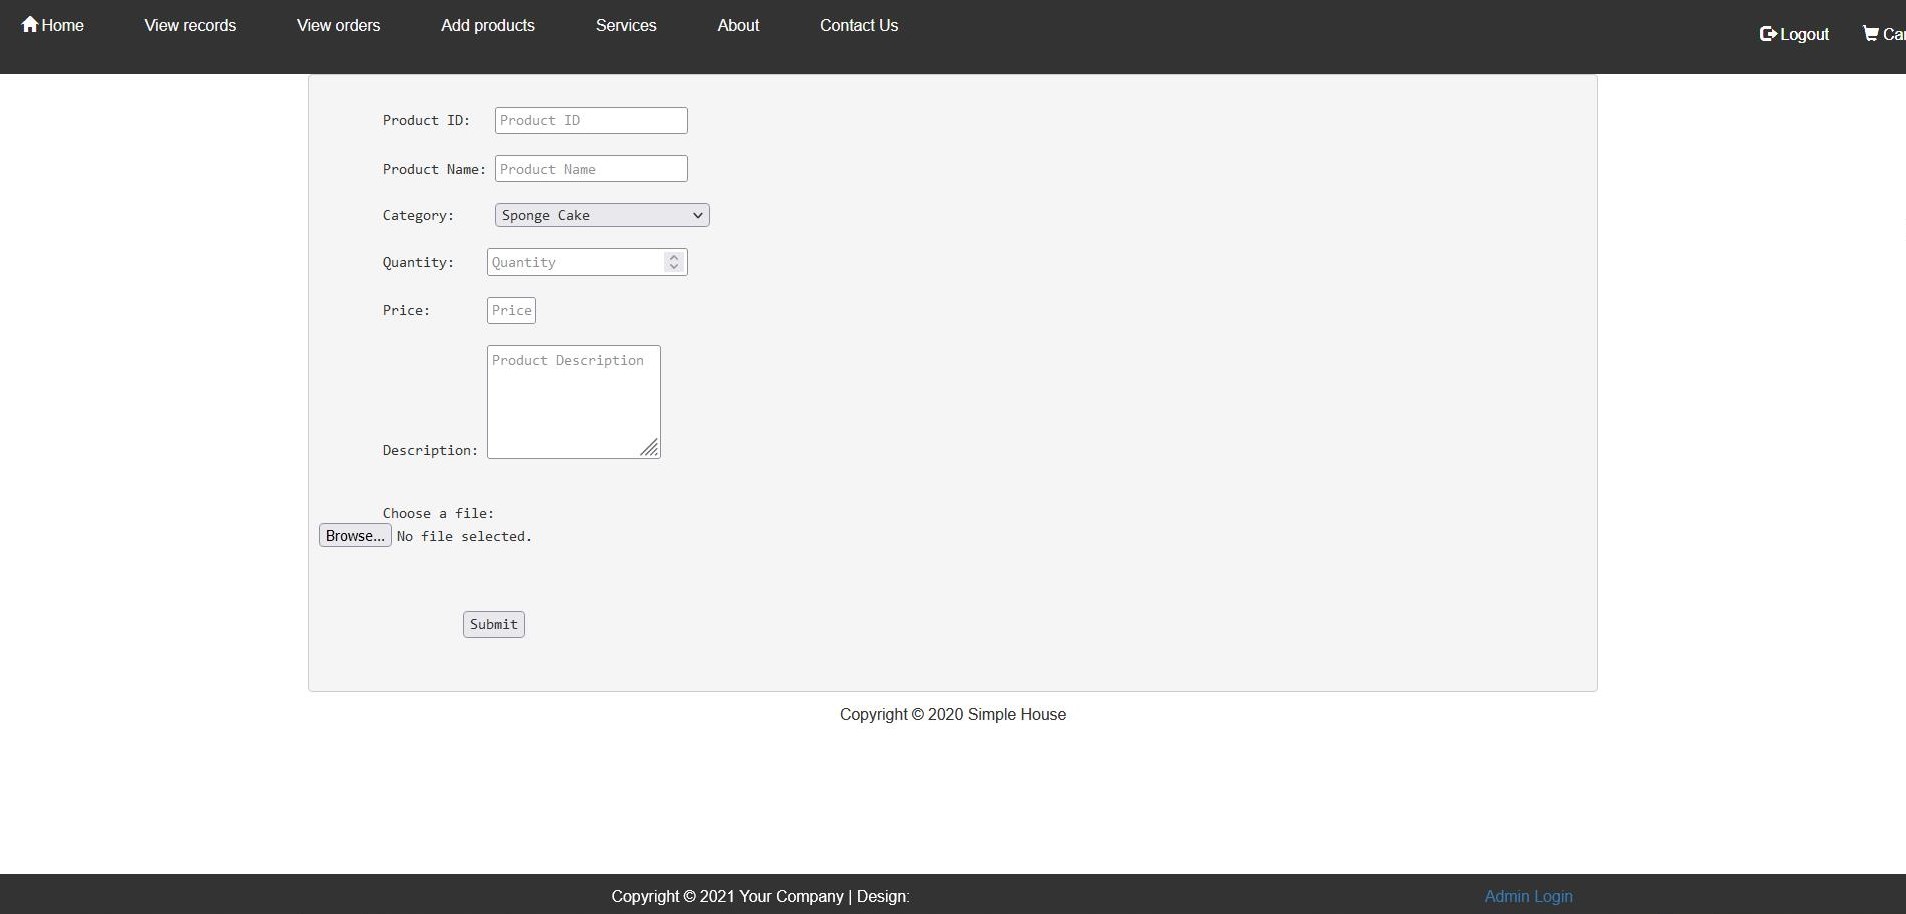 Home View records View orders Add products Services About Contact Us Logout Car
Product ID: Product ID
Product Name: Product Name
Category: Sponge Cake
Quantity: Quantity
Price: Price
Product Description
Description:
Choose a file:
Browse... No file selected.
Submit
Copyright © 2020 Simple House
Copyright © 2021 Your Company | Design: Admin Login